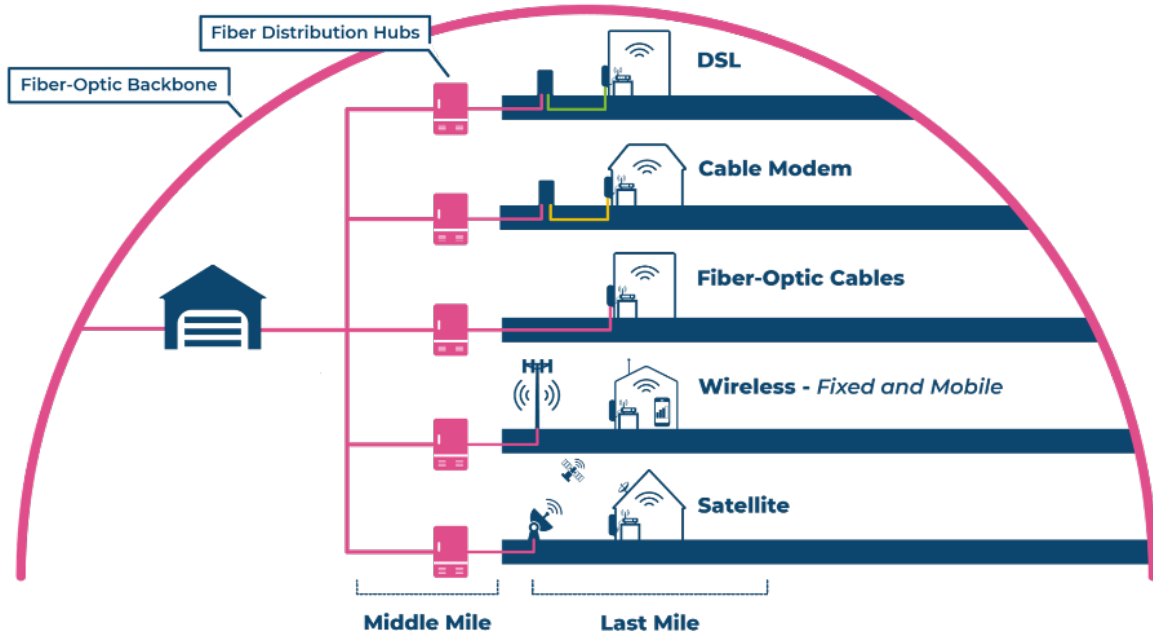 Fiber Distribution Hubs
Fiber-Optic Backbone
DSL
Cable Modem
Fiber-Optic Cables
Wireless - Fixed and Mobile
Satellite
Middle Mile
Last Mile